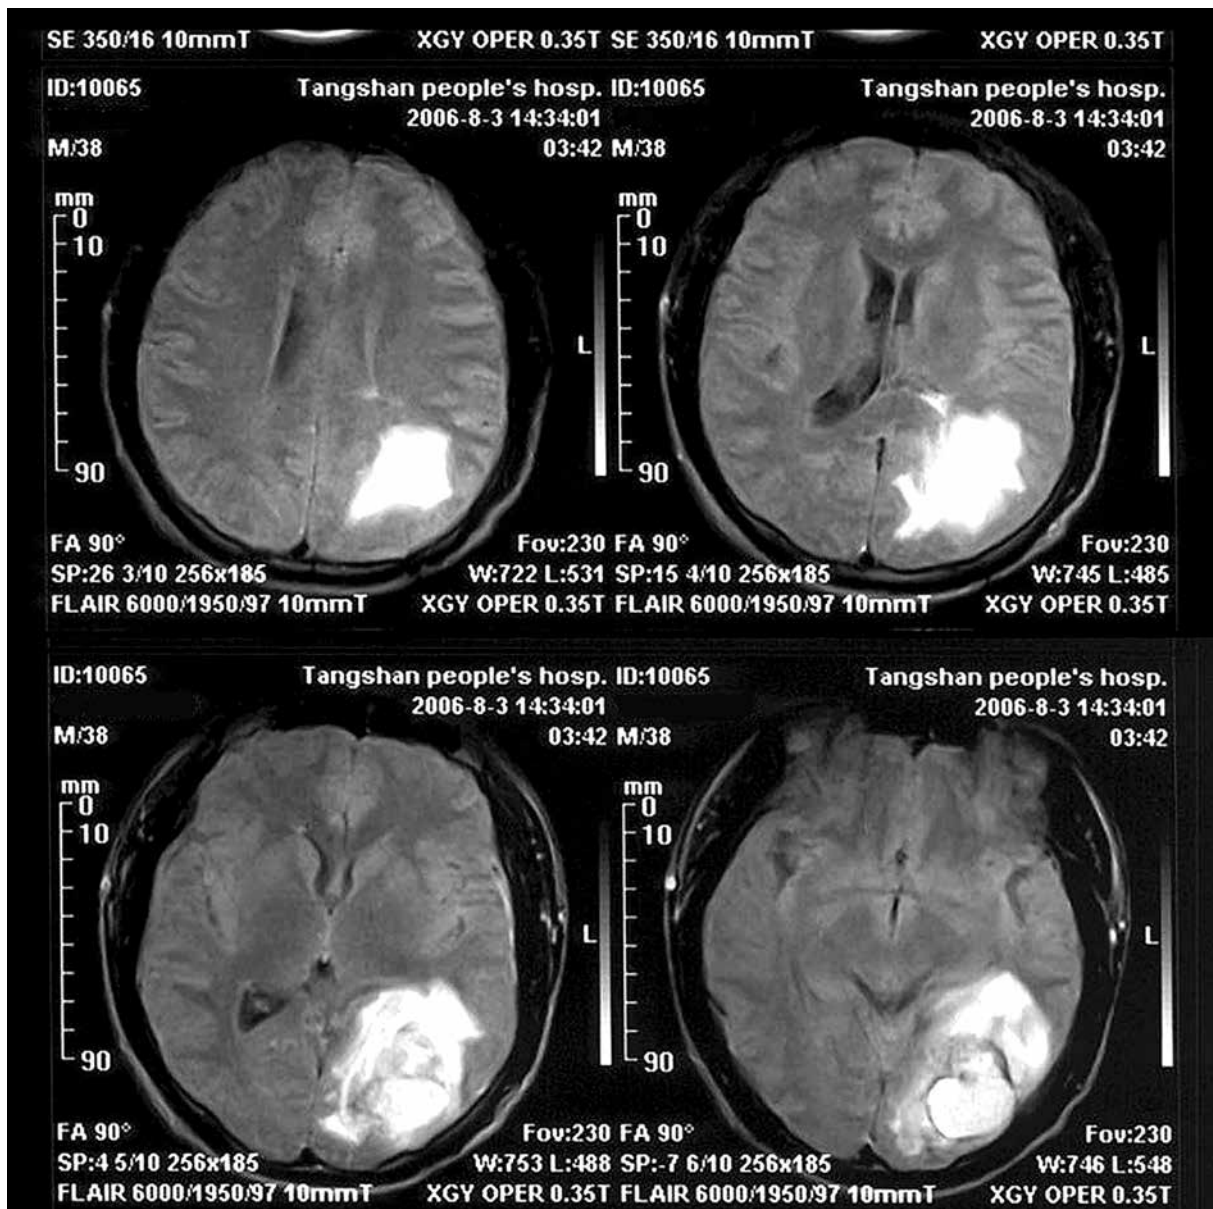 SE 350/16 10mmT XGY OPER 0.35T SE 350/16 10mmT XGY OPER 0.35T
ID:10065 Tangshan people's hosp.
2006-8-3 14:34:01
M/38 03:42
mm
0
10
L
90
FA 90° Fov:230
SP:26 3/10 256x185 W:722 L:531
FLAIR 6000/1950/97 10mmT XGY OPER 0.35T
ID:10065 Tangshan people's hosp.
2006-8-3 14:34:01
M/38 03:42
mm
0
10
L
90
FA 90° Fov:230
SP:15 4/10 256x185 W:745 L:485
FLAIR 6000/1950/97 10mmT XGY OPER 0.35T
ID:10065 Tangshan people's hosp.
2006-8-3 14:34:01
M/38 03:42
mm
0
10
L
90
FA 90° Fov:230
SP:4 5/10 256x185 W:753 L:488
FLAIR 6000/1950/97 10mmT XGY OPER 0.35T
ID:10065 Tangshan people's hosp.
2006-8-3 14:34:01
M/38 03:42
mm
0
10
L
90
FA 90° Fov:230
SP:-7 6/10 256x185 W:746 L:548
FLAIR 6000/1950/97 10mmT XGY OPER 0.35T